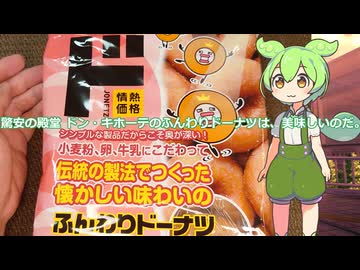 ド
JONETZ
情熱
価格
驚安の殿堂 ドン・キホーテのふんわりドーナツは、美味しいのだ。
シンプルな製品だからこそ奥が深い!
小麦粉、卵、牛乳にこだわって
伝統の製法でつくった
懐かしい味わいの
ふんわりドーナツ